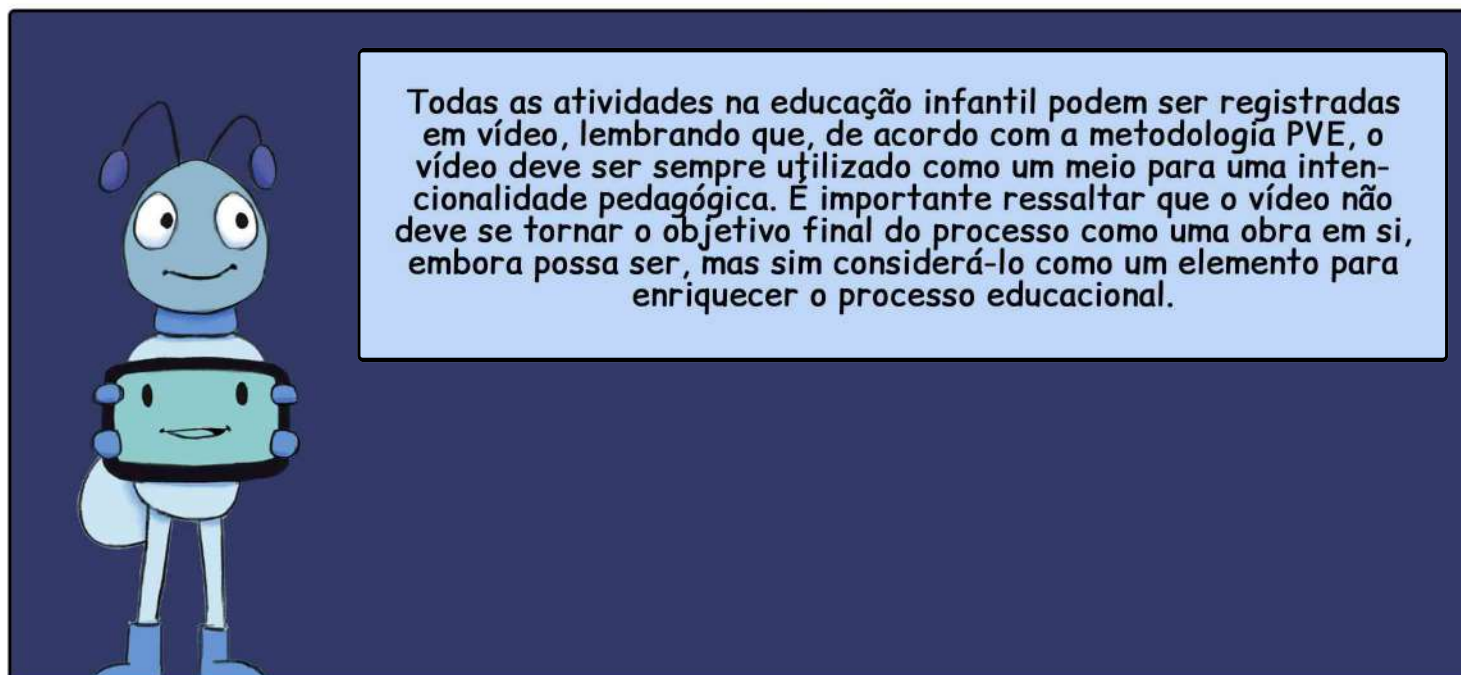 Todas as atividades na educação infantil podem ser registradas
em vídeo, lembrando que, de acordo com a metodologia PVE, o
vídeo deve ser sempre utilizado como um meio para uma inten-
cionalidade pedagógica. É importante ressaltar que o vídeo não
deve se tornar o objetivo final do processo como uma obra em si,
embora possa ser, mas sim considerá-lo como um elemento para
enriquecer o processo educacional.